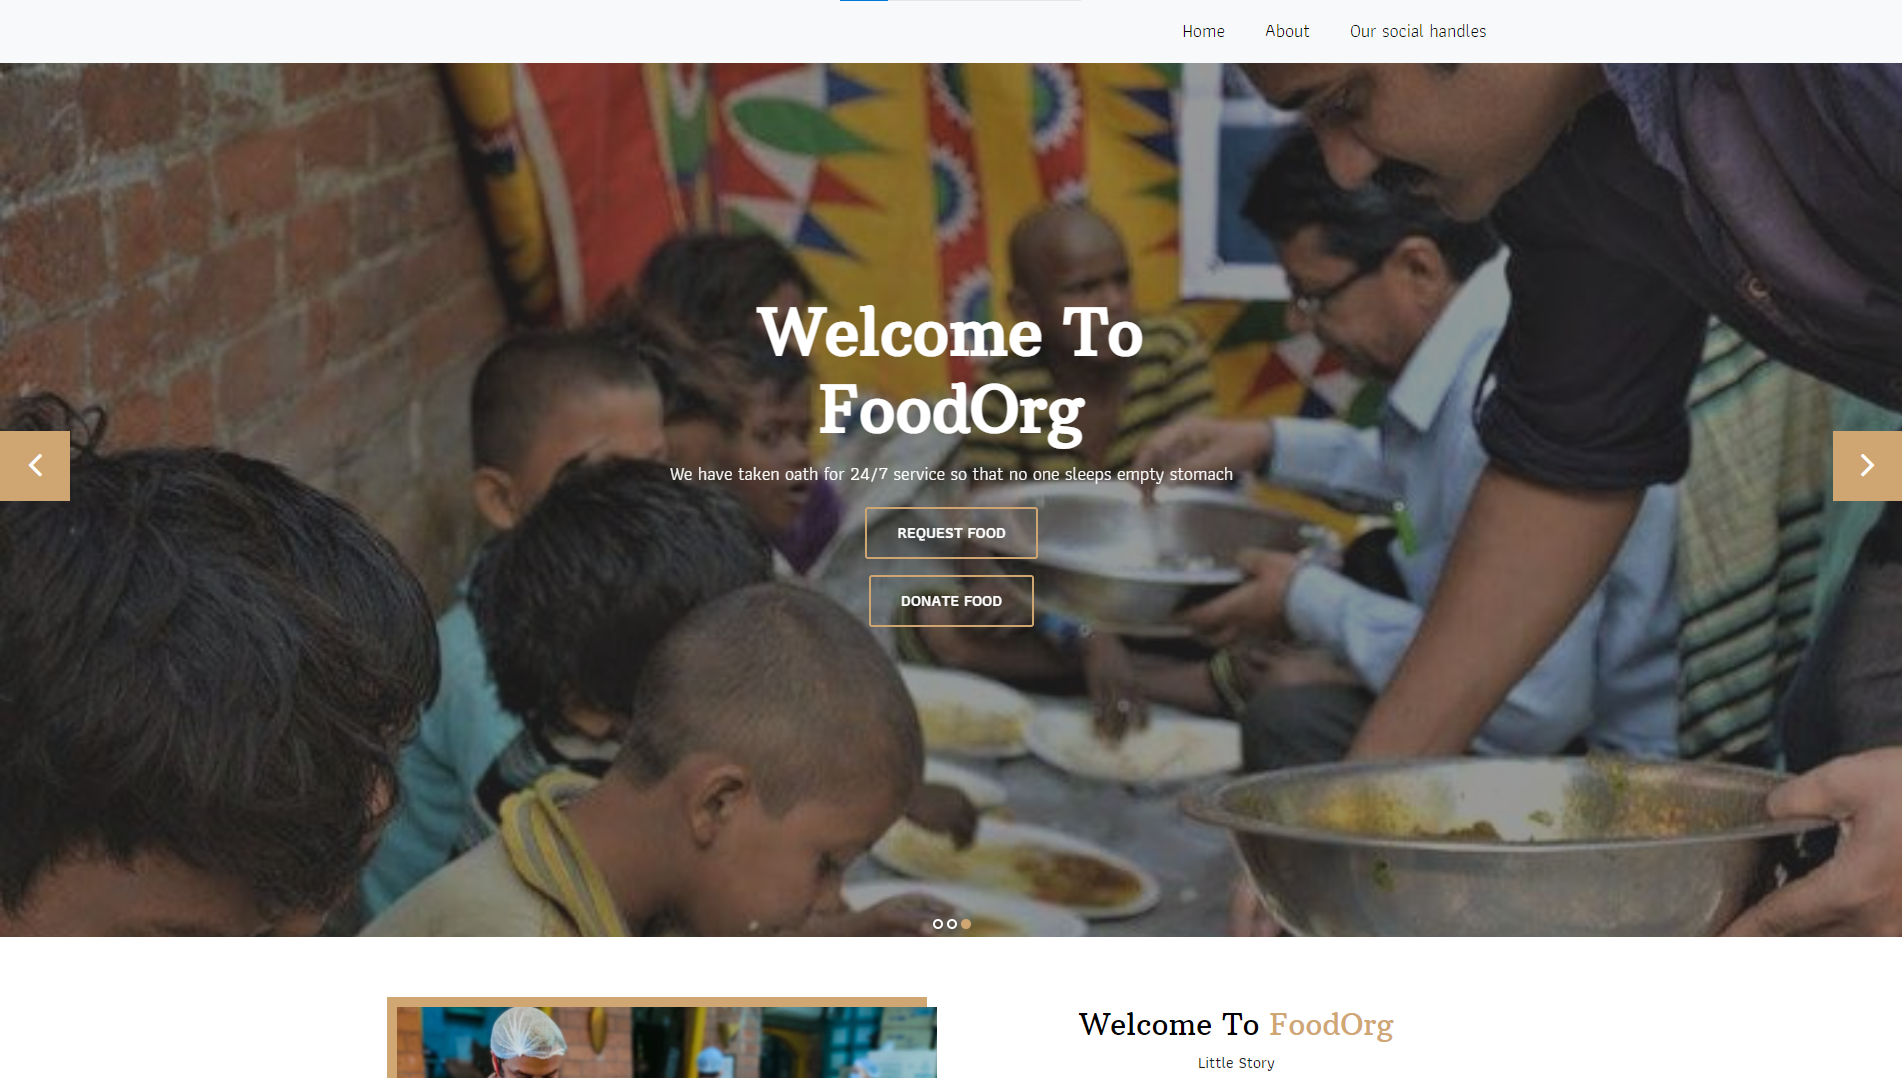 Home About Our social handles
Welcome To
FoodOrg
We have taken oath for 24/7 service so that no one sleeps empty stomach
REQUEST FOOD
DONATE FOOD
Welcome To FoodOrg
Little Story